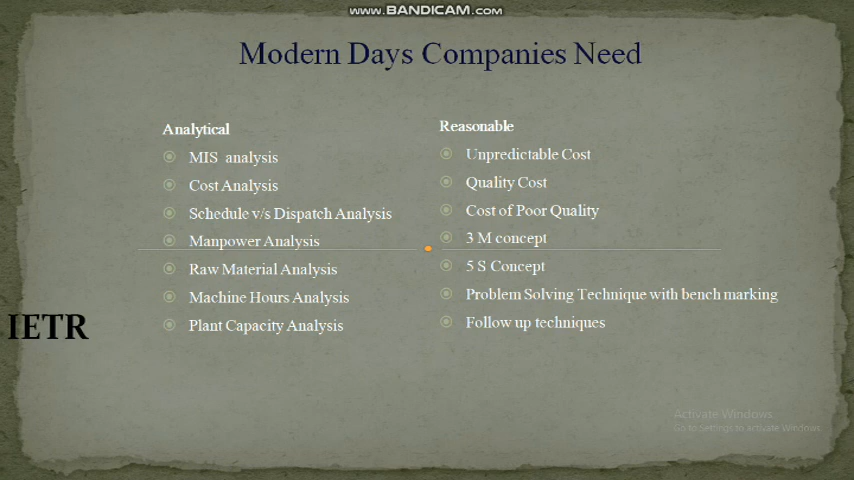 www.BANDICAM.com
Modern Days Companies Need
Analytical
MIS analysis
Cost Analysis
Schedule v/s Dispatch Analysis
Manpower Analysis
Raw Material Analysis
Machine Hours Analysis
Plant Capacity Analysis
Reasonable
Unpredictable Cost
Quality Cost
Cost of Poor Quality
3 M concept
5 S Concept
Problem Solving Technique with bench marking
Follow up techniques
IETR
Activate Windows
Go to Settings to activate Windows.